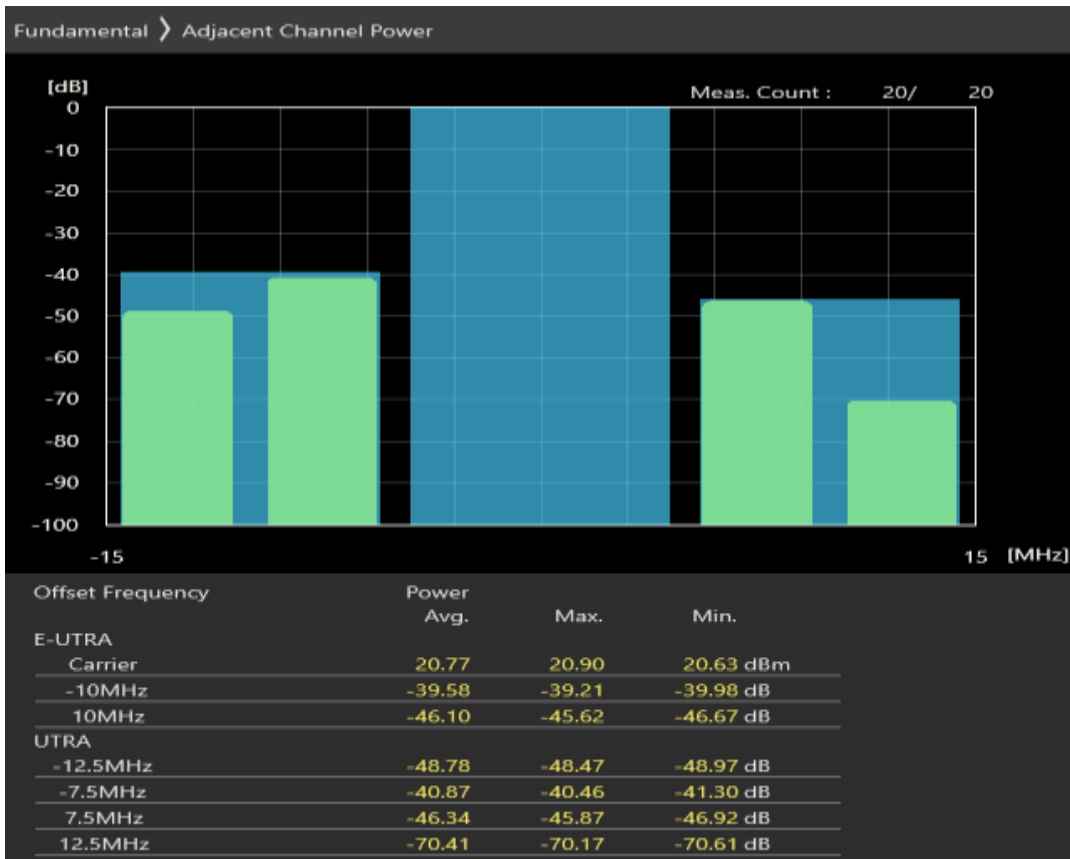 Fundamental 〉 Adjacent Channel Power
[dB]
Meas. Count : 20/ 20
0
-10
-20
-30
-40
-50
-60
-70
-80
-90
-100
-15 15 [MHz]
Offset Frequency Power
Avg. Max. Min.
E-UTRA
Carrier 20.77 20.90 20.63 dBm
-10MHz -39.58 -39.21 -39.98 dB
10MHz -46.10 -45.62 -46.67 dB
UTRA
-12.5MHz -48.78 -48.47 -48.97 dB
-7.5MHz -40.87 -40.46 -41.30 dB
7.5MHz -46.34 -45.87 -46.92 dB
12.5MHz -70.41 -70.17 -70.61 dB